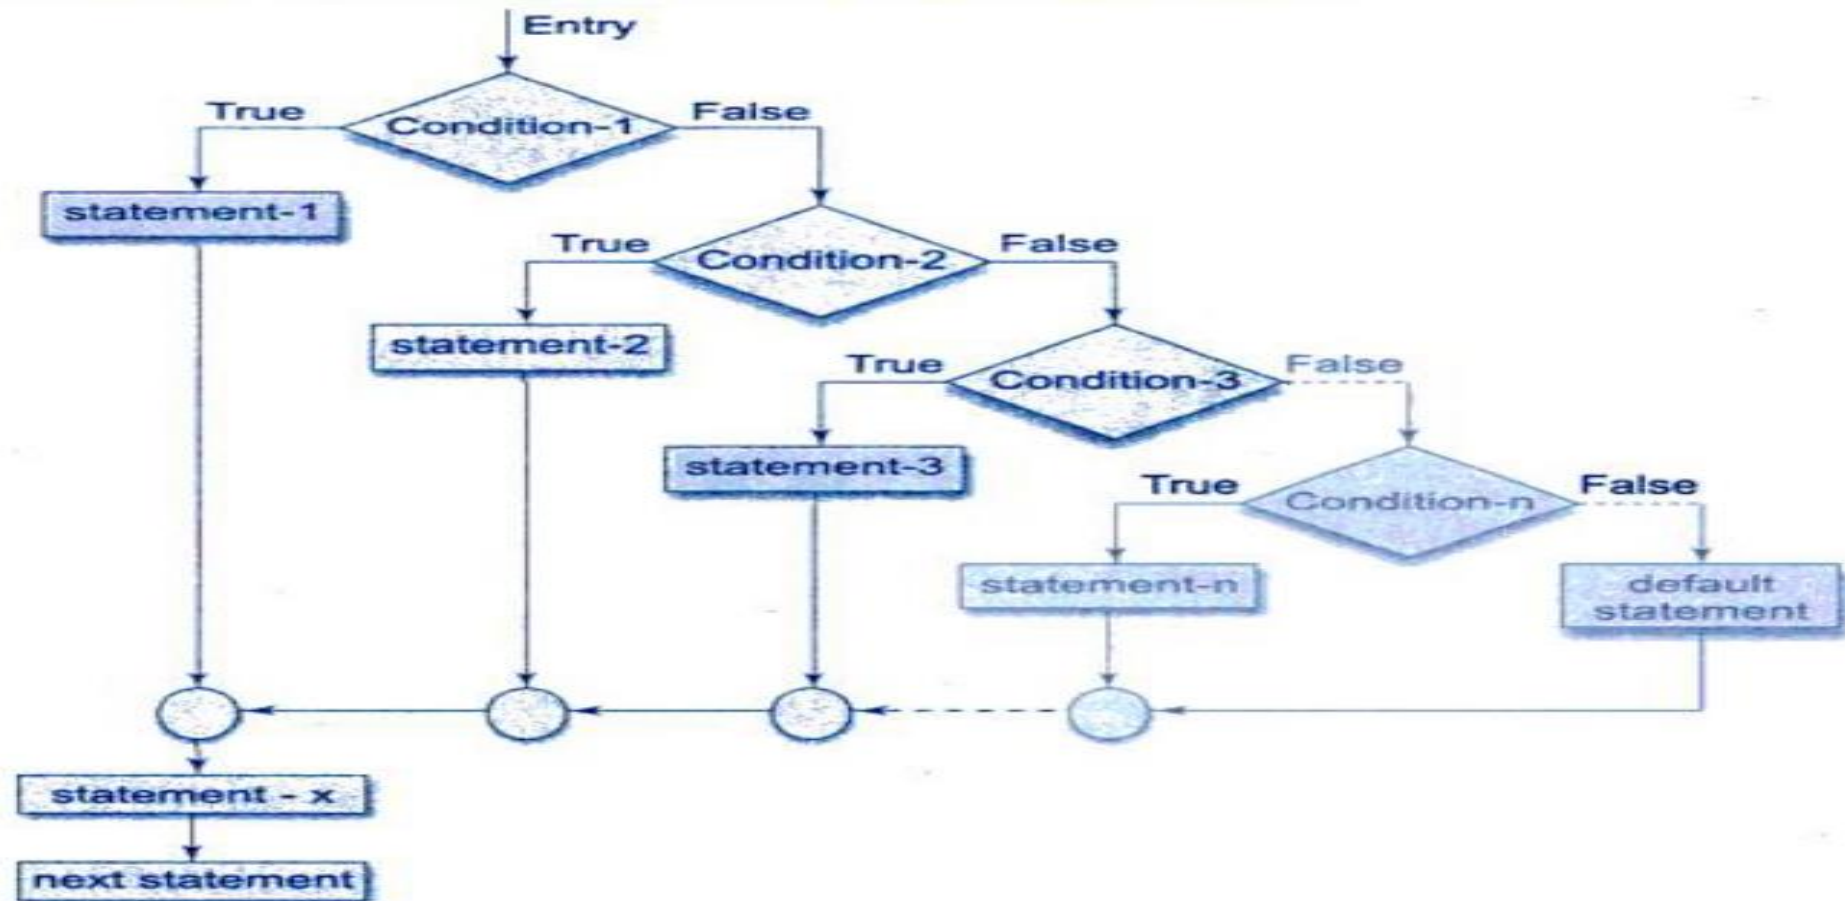 Entry
True
Condition-1
False
statement-1
True
Condition-2
False
statement-2
True
Condition-3
False
statement-3
True
Condition-n
False
statement-n
default
statement
statement - x
next statement